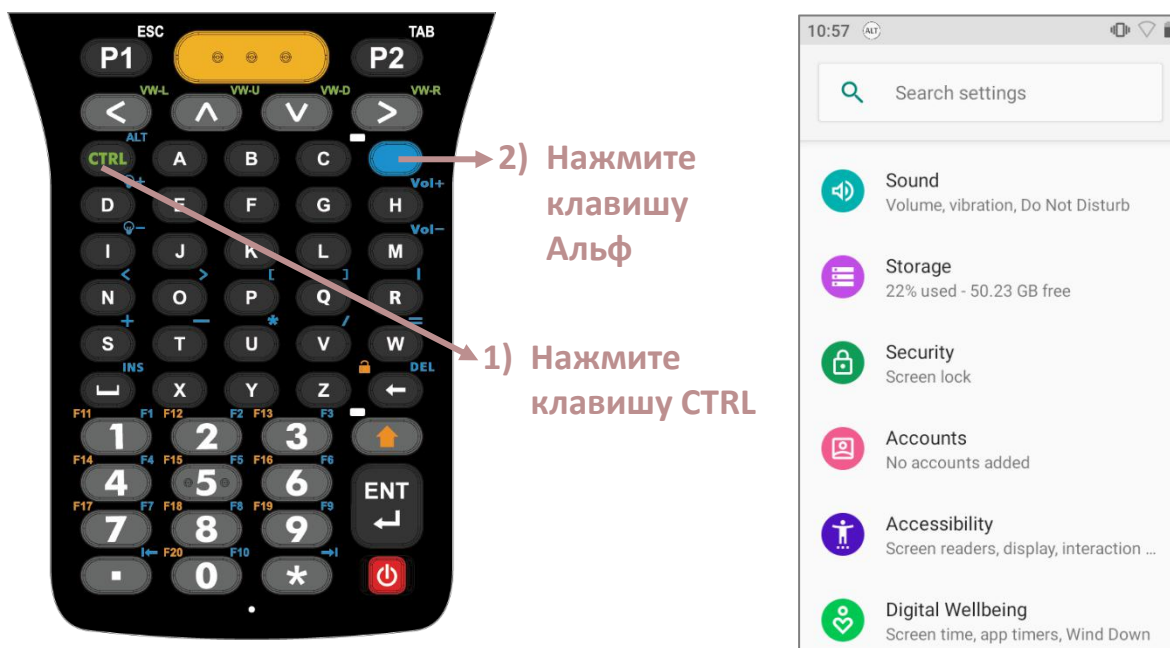 ESC TAB
P1 P2
VW-L VW-U VW-D VW-R
< ∧ ∨ >
ALT
CTRL A B C
+ Vol+
D E F G H
− Vol−
I J K L M
< > [ ] |
N O P Q R
+ − * / =
S T U V W
INS DEL
X Y Z ←
F11 F1 F12 F2 F13 F3
1 2 3
F14 F4 F15 F5 F16 F6
4 5 6 ENT
F17 F7 F18 F8 F19 F9
7 8 9
F20 F10
. 0 *
2) Нажмите
клавишу
Альф
1) Нажмите
клавишу CTRL
10:57 ALT
Search settings
Sound
Volume, vibration, Do Not Disturb
Storage
22% used - 50.23 GB free
Security
Screen lock
Accounts
No accounts added
Accessibility
Screen readers, display, interaction ...
Digital Wellbeing
Screen time, app timers, Wind Down